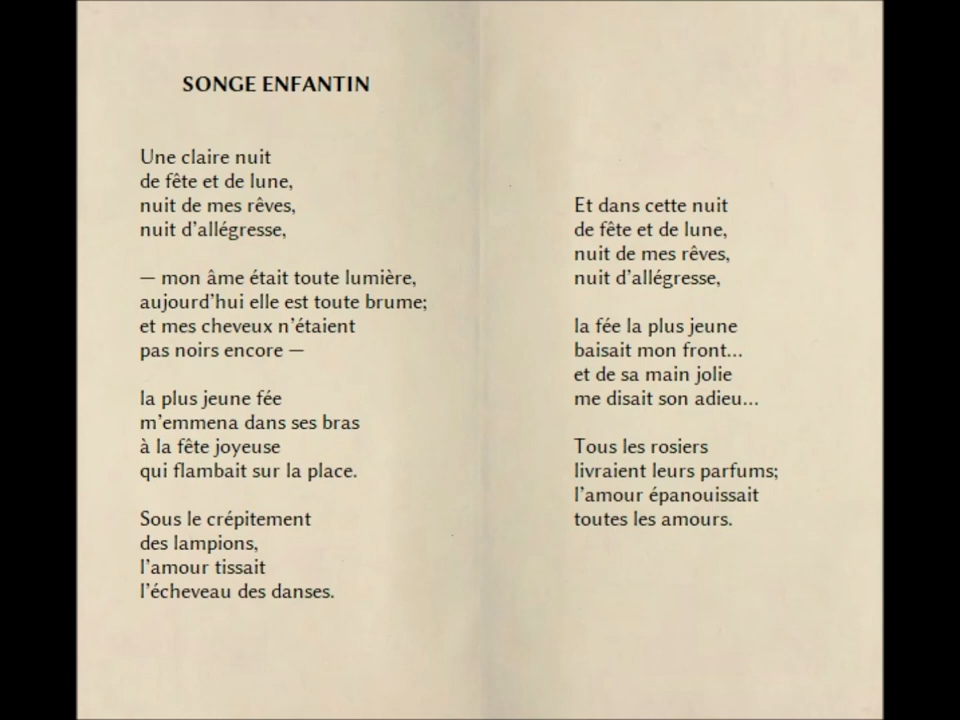 SONGE ENFANTIN
Une claire nuit
de fête et de lune,
nuit de mes rêves,
nuit d’allégresse,
— mon âme était toute lumière,
aujourd’hui elle est toute brume;
et mes cheveux n’étaient
pas noirs encore —
la plus jeune fée
m’emmena dans ses bras
à la fête joyeuse
qui flambait sur la place.
Sous le crépitement
des lampions,
l’amour tissait
l’écheveau des danses.
Et dans cette nuit
de fête et de lune,
nuit de mes rêves,
nuit d’allégresse,
la fée la plus jeune
baisait mon front...
et de sa main jolie
me disait son adieu...
Tous les rosiers
livraient leurs parfums;
l’amour épanouissait
toutes les amours.